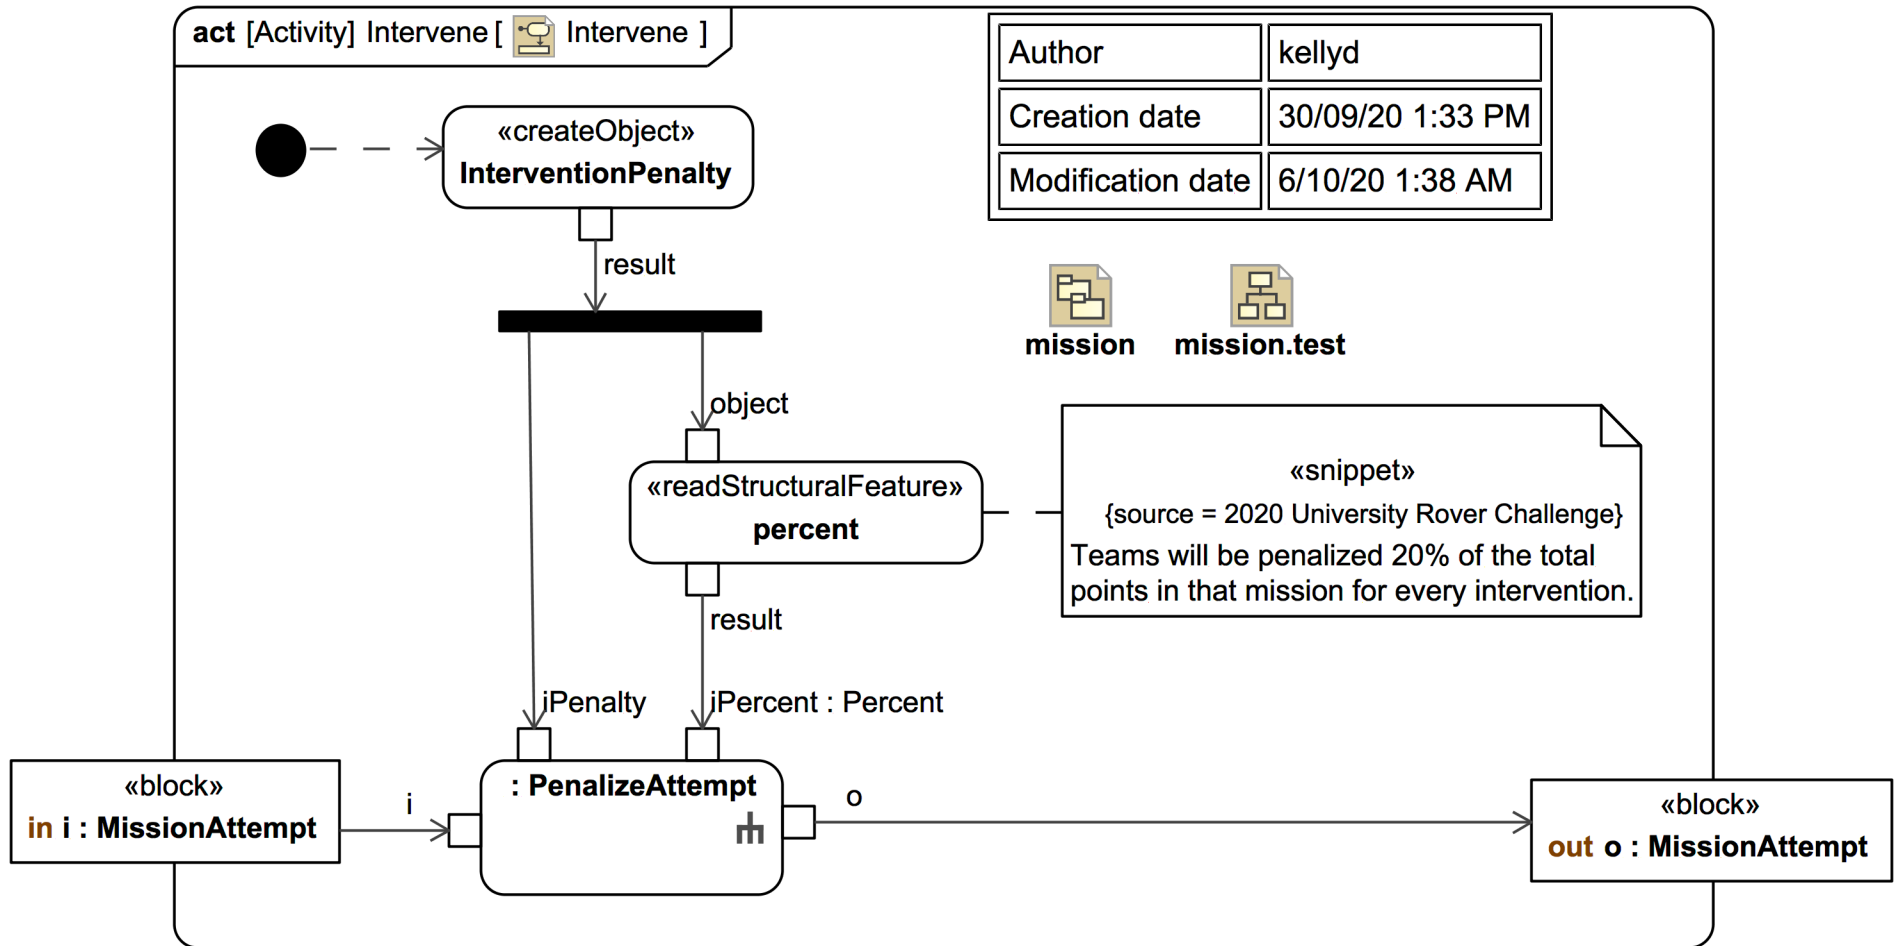 act [Activity] Intervene [ Intervene ]
Author kellyd
Creation date 30/09/20 1:33 PM
Modification date 6/10/20 1:38 AM
«createObject»
InterventionPenalty
result
mission mission.test
object
«readStructuralFeature»
percent
«snippet»
{source = 2020 University Rover Challenge}
Teams will be penalized 20% of the total
points in that mission for every intervention.
result
iPenalty
iPercent : Percent
«block»
in i : MissionAttempt
i
: PenalizeAttempt
o
«block»
out o : MissionAttempt